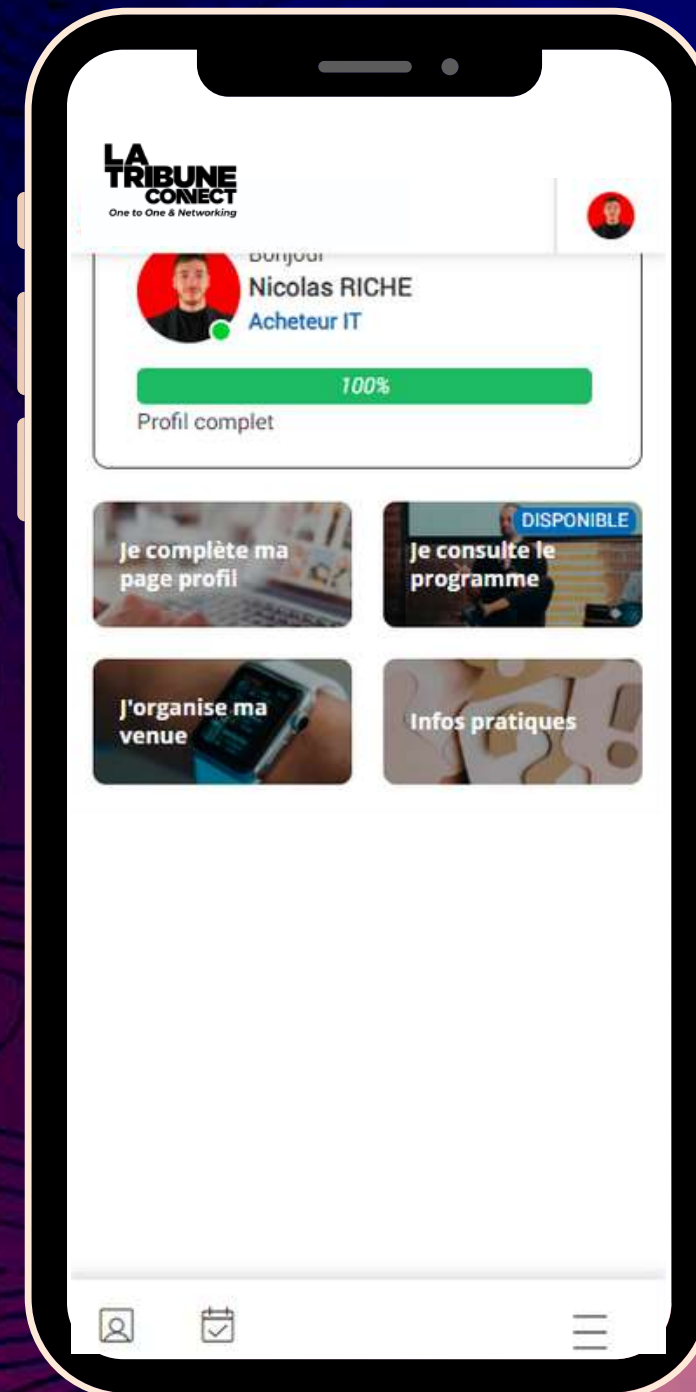 LA
TRIBUNE
CONNECT
One to One & Networking
Bonjour
Nicolas RICHE
Acheteur IT
100%
Profil complet
Je complète ma
page profil
DISPONIBLE
Je consulte le
programme
J'organise ma
venue
Infos pratiques